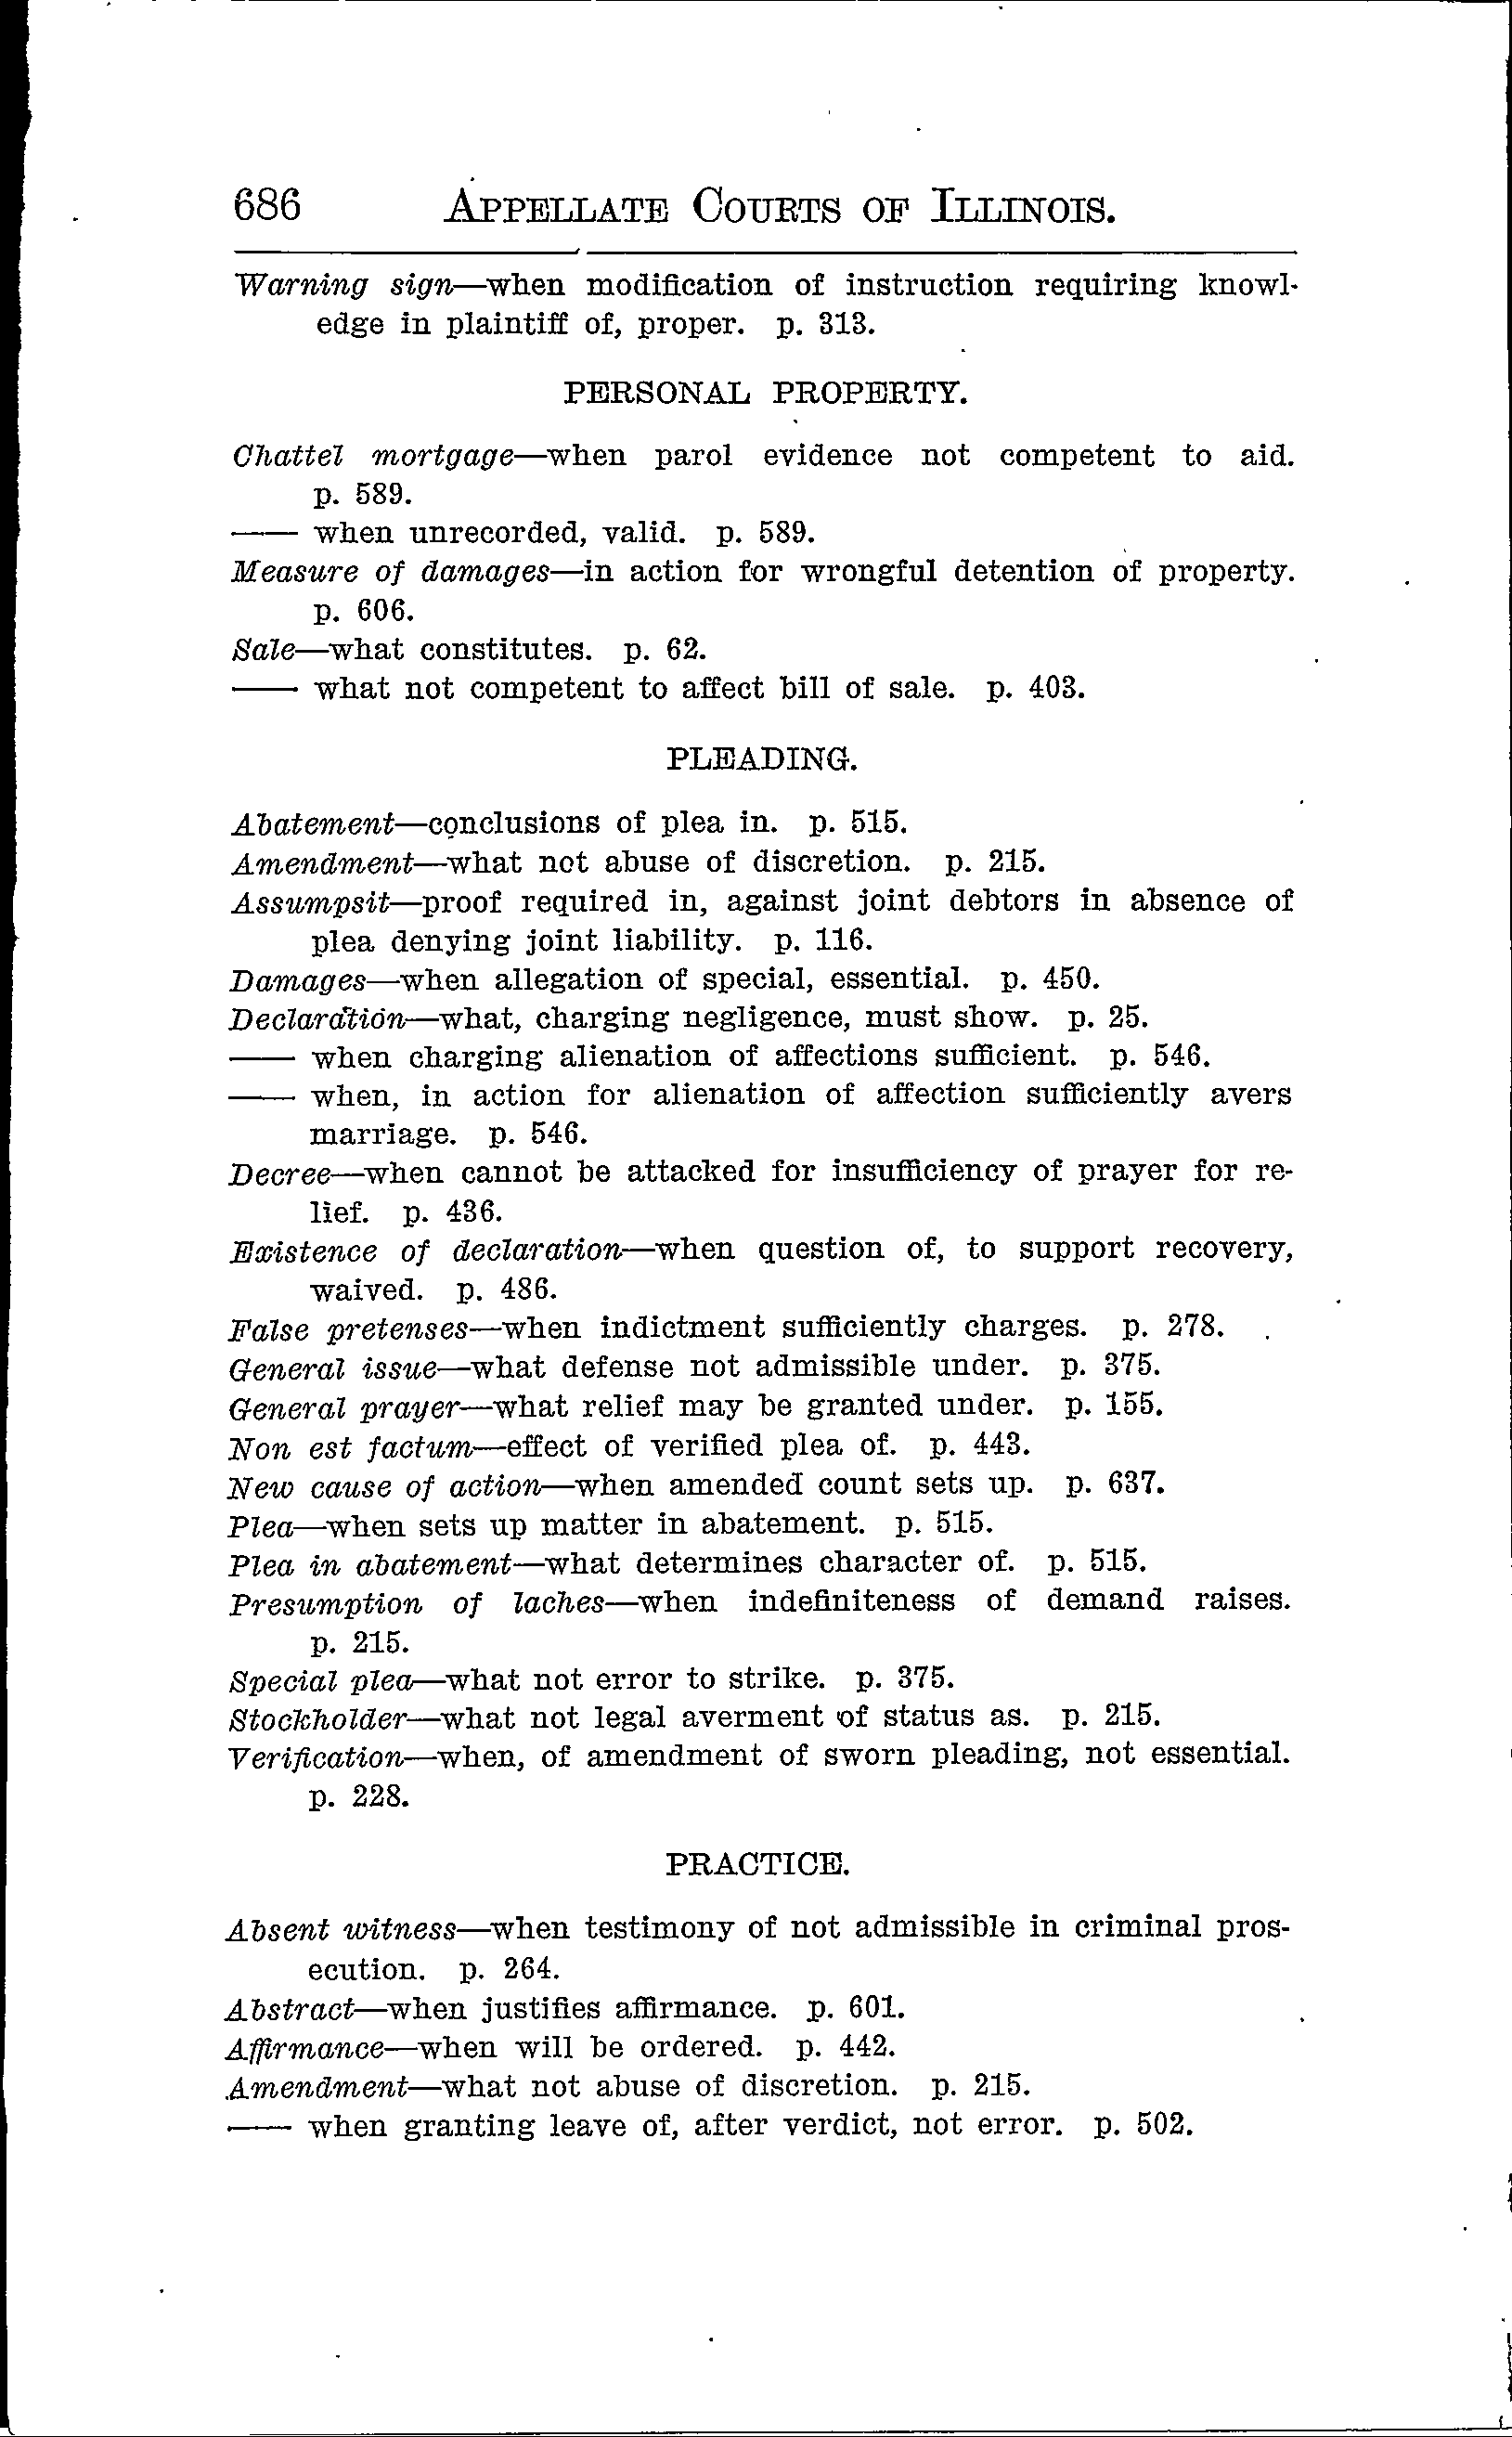 686 APPELLATE COURTS OF ILLINOIS.
Warning sign—when modification of instruction requiring knowl-
edge in plaintiff of, proper. p. 313.
PERSONAL PROPERTY.
Chattel mortgage—when parol evidence not competent to aid.
p. 589.
—— when unrecorded, valid. p. 589.
Measure of damages—in action for wrongful detention of property.
p. 606.
Sale—what constitutes. p. 62.
—— what not competent to affect bill of sale. p. 403.
PLEADING.
Abatement—conclusions of plea in. p. 515.
Amendment—what not abuse of discretion. p. 215.
Assumpsit—proof required in, against joint debtors in absence of
plea denying joint liability. p. 116.
Damages—when allegation of special, essential. p. 450.
Declaration—what, charging negligence, must show. p. 25.
—— when charging alienation of affections sufficient. p. 546.
—— when, in action for alienation of affection sufficiently avers
marriage. p. 546.
Decree—when cannot be attacked for insufficiency of prayer for re-
lief. p. 436.
Existence of declaration—when question of, to support recovery,
waived. p. 486.
False pretenses—when indictment sufficiently charges. p. 278.
General issue—what defense not admissible under. p. 375.
General prayer—what relief may be granted under. p. 155.
Non est factum—effect of verified plea of. p. 443.
New cause of action—when amended count sets up. p. 637.
Plea—when sets up matter in abatement. p. 515.
Plea in abatement—what determines character of. p. 515.
Presumption of laches—when indefiniteness of demand raises.
p. 215.
Special plea—what not error to strike. p. 375.
Stockholder—what not legal averment of status as. p. 215.
Verification—when, of amendment of sworn pleading, not essential.
p. 228.
PRACTICE.
Absent witness—when testimony of not admissible in criminal pros-
ecution. p. 264.
Abstract—when justifies affirmance. p. 601.
Affirmance—when will be ordered. p. 442.
Amendment—what not abuse of discretion. p. 215.
—— when granting leave of, after verdict, not error. p. 502.